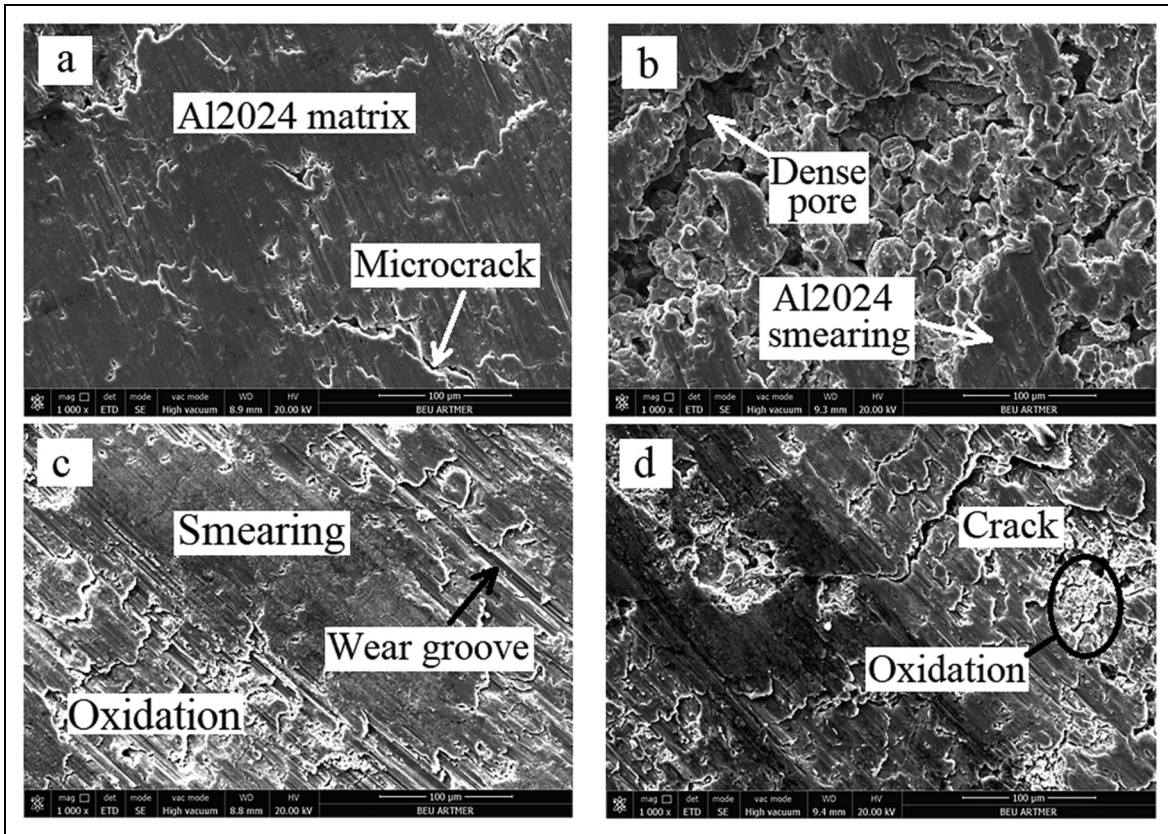 a
Al2024 matrix
Microcrack
mag det mode vac mode WD HV 100 µm
1 000 x ETD SE High vacuum 8.9 mm 20.00 kV BEU ARTMER
b
Dense
pore
Al2024
smearing
mag det mode vac mode WD HV 100 µm
1 000 x ETD SE High vacuum 9.3 mm 20.00 kV BEU ARTMER
c
Smearing
Wear groove
Oxidation
mag det mode vac mode WD HV 100 µm
1 000 x ETD SE High vacuum 8.8 mm 20.00 kV BEU ARTMER
d
Crack
Oxidation
mag det mode vac mode WD HV 100 µm
1 000 x ETD SE High vacuum 9.4 mm 20.00 kV BEU ARTMER